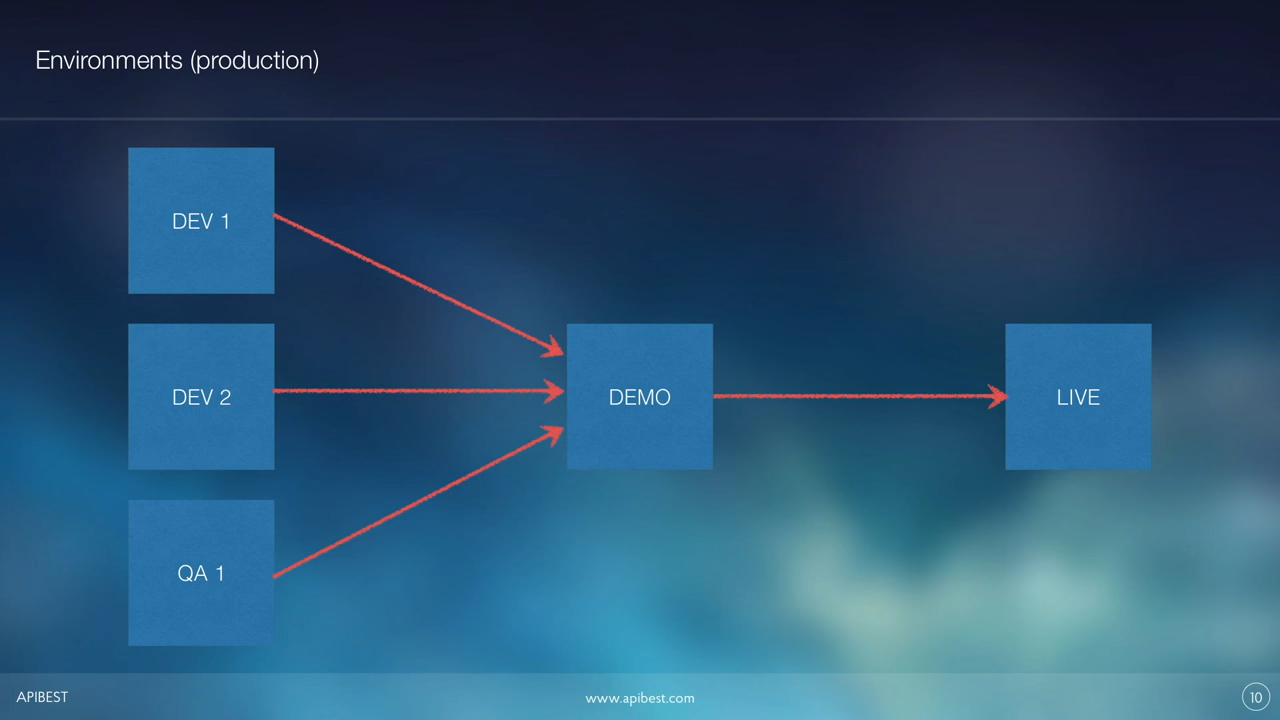 Environments (production)
DEV 1
DEV 2
QA 1
DEMO
LIVE
APIBEST
www.apibest.com
10